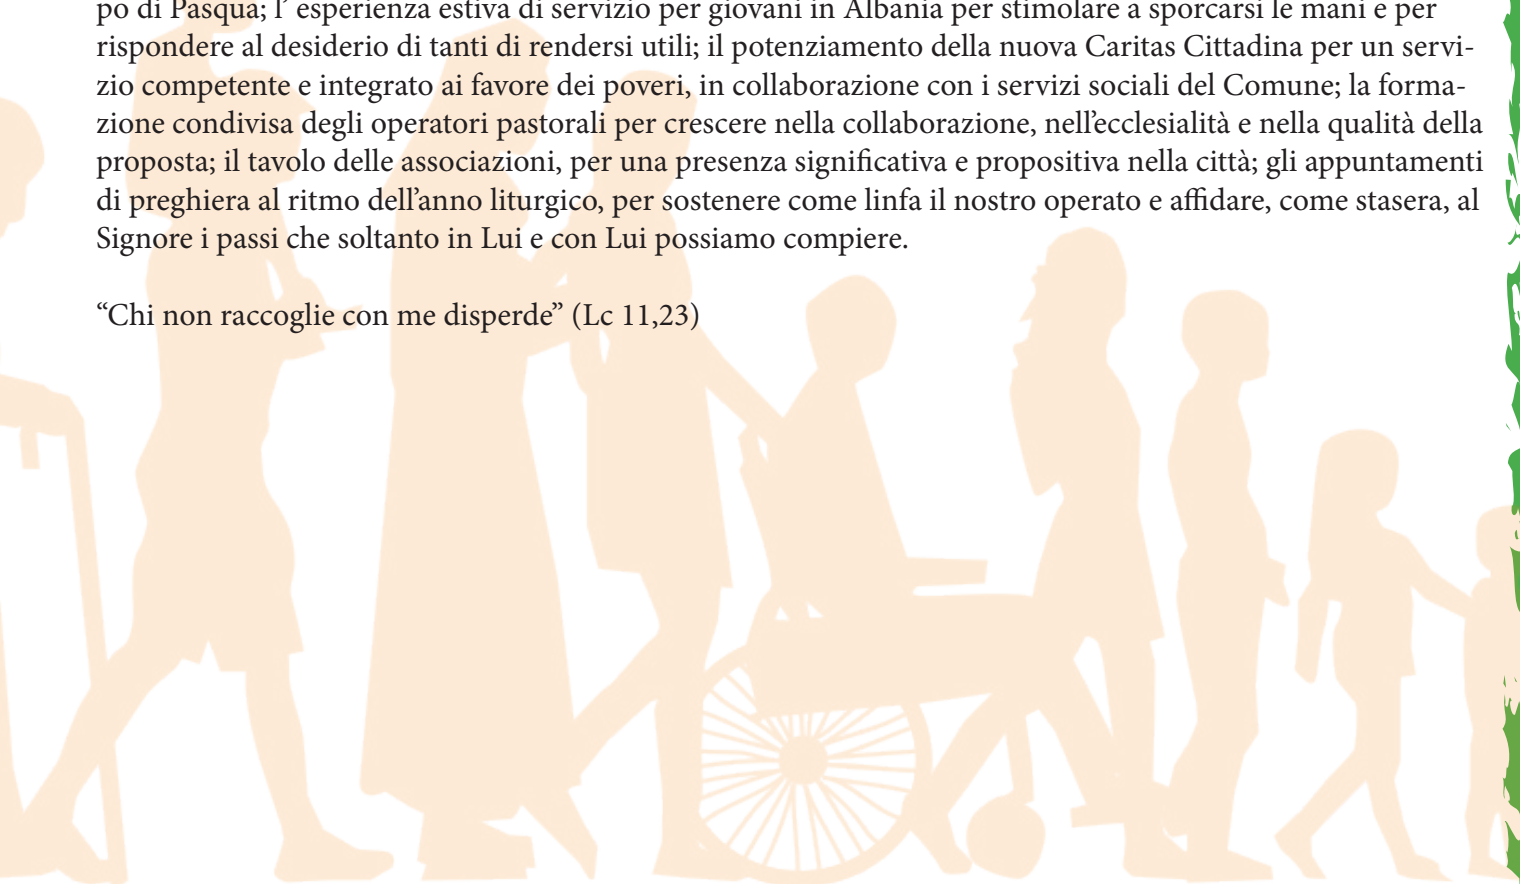 po di Pasqua; l’ esperienza estiva di servizio per giovani in Albania per stimolare a sporcarsi le mani e per
rispondere al desiderio di tanti di rendersi utili; il potenziamento della nuova Caritas Cittadina per un servi-
zio competente e integrato ai favore dei poveri, in collaborazione con i servizi sociali del Comune; la forma-
zione condivisa degli operatori pastorali per crescere nella collaborazione, nell’ecclesialità e nella qualità della
proposta; il tavolo delle associazioni, per una presenza significativa e propositiva nella città; gli appuntamenti
di preghiera al ritmo dell’anno liturgico, per sostenere come linfa il nostro operato e affidare, come stasera, al
Signore i passi che soltanto in Lui e con Lui possiamo compiere.
“Chi non raccoglie con me disperde” (Lc 11,23)